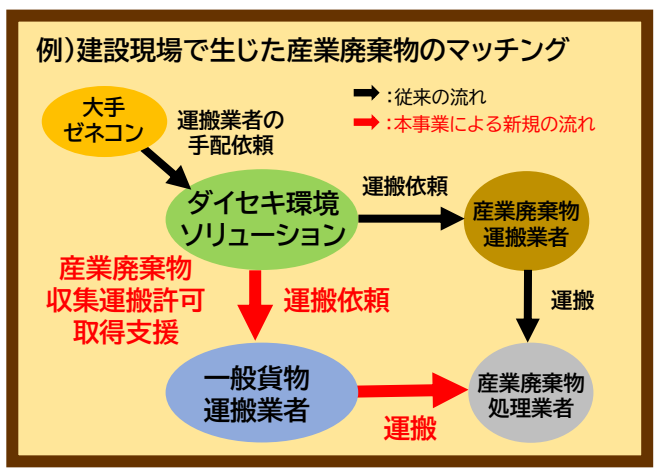 例)建設現場で生じた産業廃棄物のマッチング
大手
ゼネコン
運搬業者の
手配依頼
:従来の流れ
:本事業による新規の流れ
ダイセキ環境
ソリューション
運搬依頼
産業廃棄物
運搬業者
産業廃棄物
収集運搬許可
取得支援
運搬依頼
運搬
一般貨物
運搬業者
運搬
産業廃棄物
処理業者